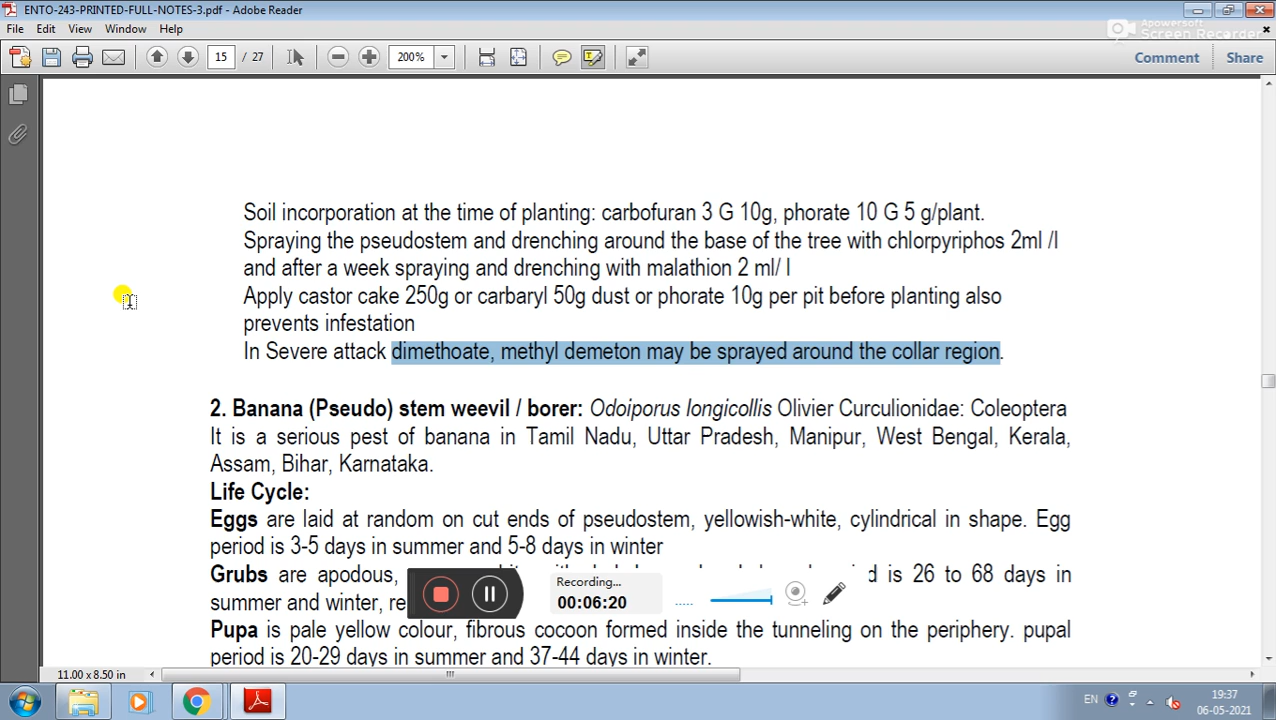 ENTO-243-PRINTED-FULL-NOTES-3.pdf - Adobe Reader
File Edit View Window Help
Apowersoft
Screen Recorder
15 / 27 200% Comment Share
Soil incorporation at the time of planting: carbofuran 3 G 10g, phorate 10 G 5 g/plant.
Spraying the pseudostem and drenching around the base of the tree with chlorpyriphos 2ml /l
and after a week spraying and drenching with malathion 2 ml/ l
Apply castor cake 250g or carbaryl 50g dust or phorate 10g per pit before planting also
prevents infestation
In Severe attack dimethoate, methyl demeton may be sprayed around the collar region.
2. Banana (Pseudo) stem weevil / borer: Odoiporus longicollis Olivier Curculionidae: Coleoptera
It is a serious pest of banana in Tamil Nadu, Uttar Pradesh, Manipur, West Bengal, Kerala,
Assam, Bihar, Karnataka.
Life Cycle:
Eggs are laid at random on cut ends of pseudostem, yellowish-white, cylindrical in shape. Egg
period is 3-5 days in summer and 5-8 days in winter
Grubs are apodous, is 26 to 68 days in
summer and winter,
Recording...
00:06:20
Pupa is pale yellow colour, fibrous cocoon formed inside the tunneling on the periphery. pupal
period is 20-29 days in summer and 37-44 days in winter.
11.00 x 8.50 in
EN 19:37
06-05-2021